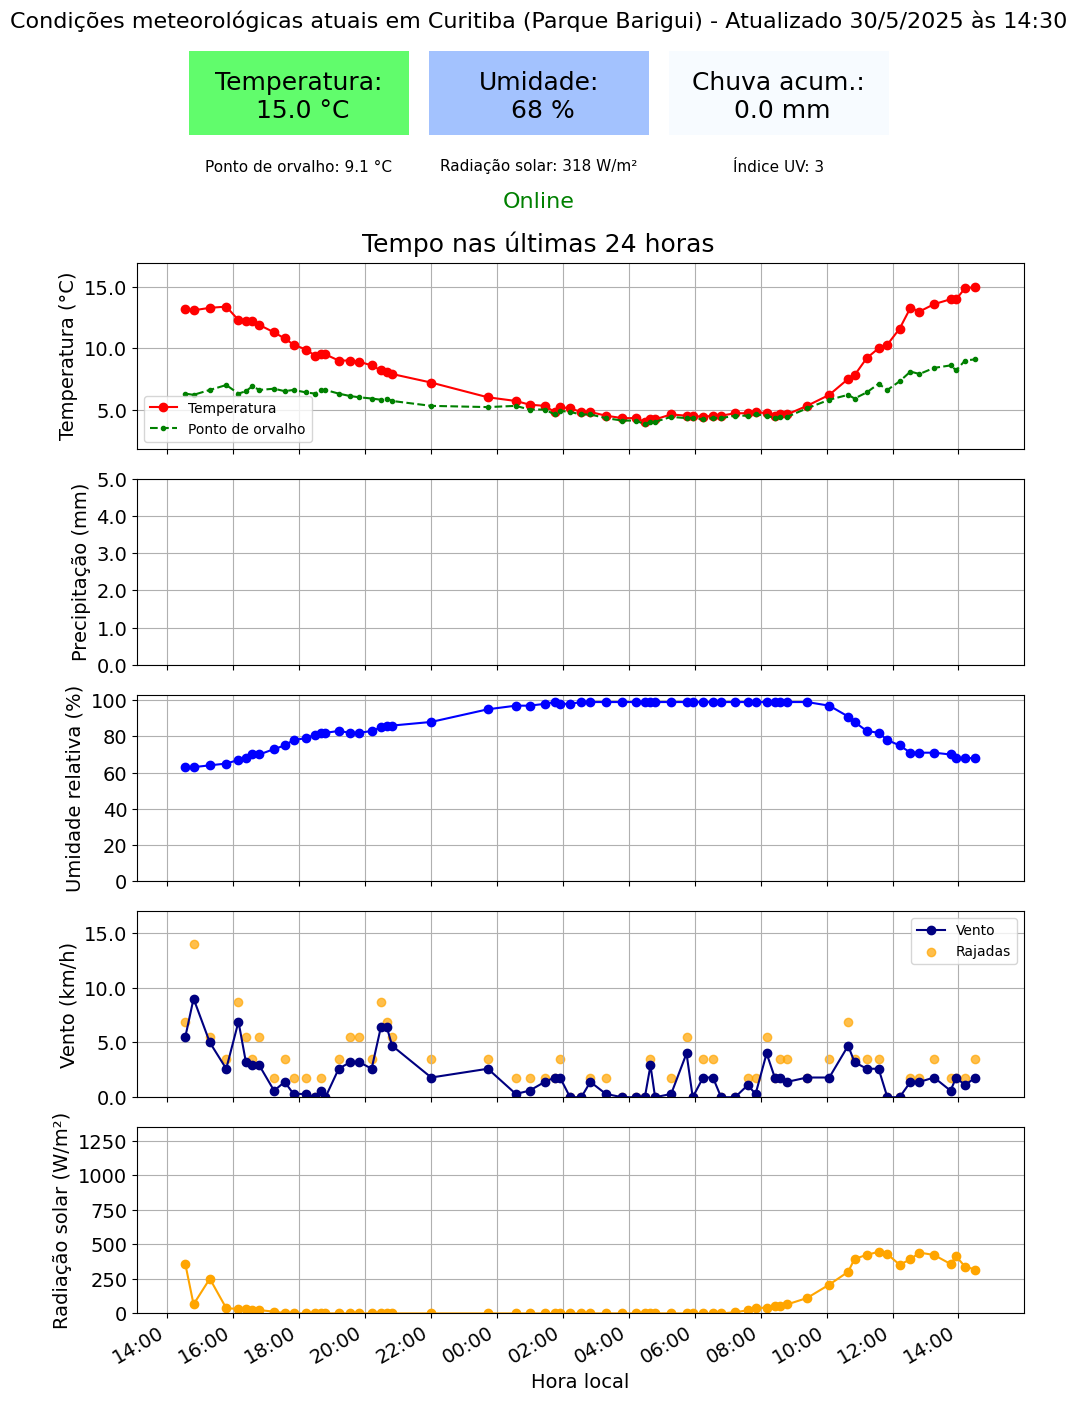 Condições meteorológicas atuais em Curitiba (Parque Barigui) - Atualizado 30/5/2025 às 14:30
Temperatura:
15.0 °C
Umidade:
68 %
Chuva acum.:
0.0 mm
Ponto de orvalho: 9.1 °C
Radiação solar: 318 W/m²
Índice UV: 3
Online
Tempo nas últimas 24 horas
Temperatura (°C)
15.0
10.0
5.0
Temperatura
Ponto de orvalho
Precipitação (mm)
5.0
4.0
3.0
2.0
1.0
0.0
Umidade relativa (%)
100
80
60
40
20
0
Vento (km/h)
15.0
10.0
5.0
0.0
Vento
Rajadas
Radiação solar (W/m²)
1250
1000
750
500
250
0
14:00
16:00
18:00
20:00
22:00
00:00
02:00
04:00
06:00
08:00
10:00
12:00
14:00
Hora local